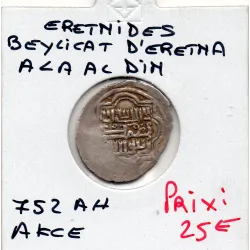 ERETNIDES
BEYLICAT D'ERETNA
ALA AL DIN
752 AH
AKCE
PRIX:
25€